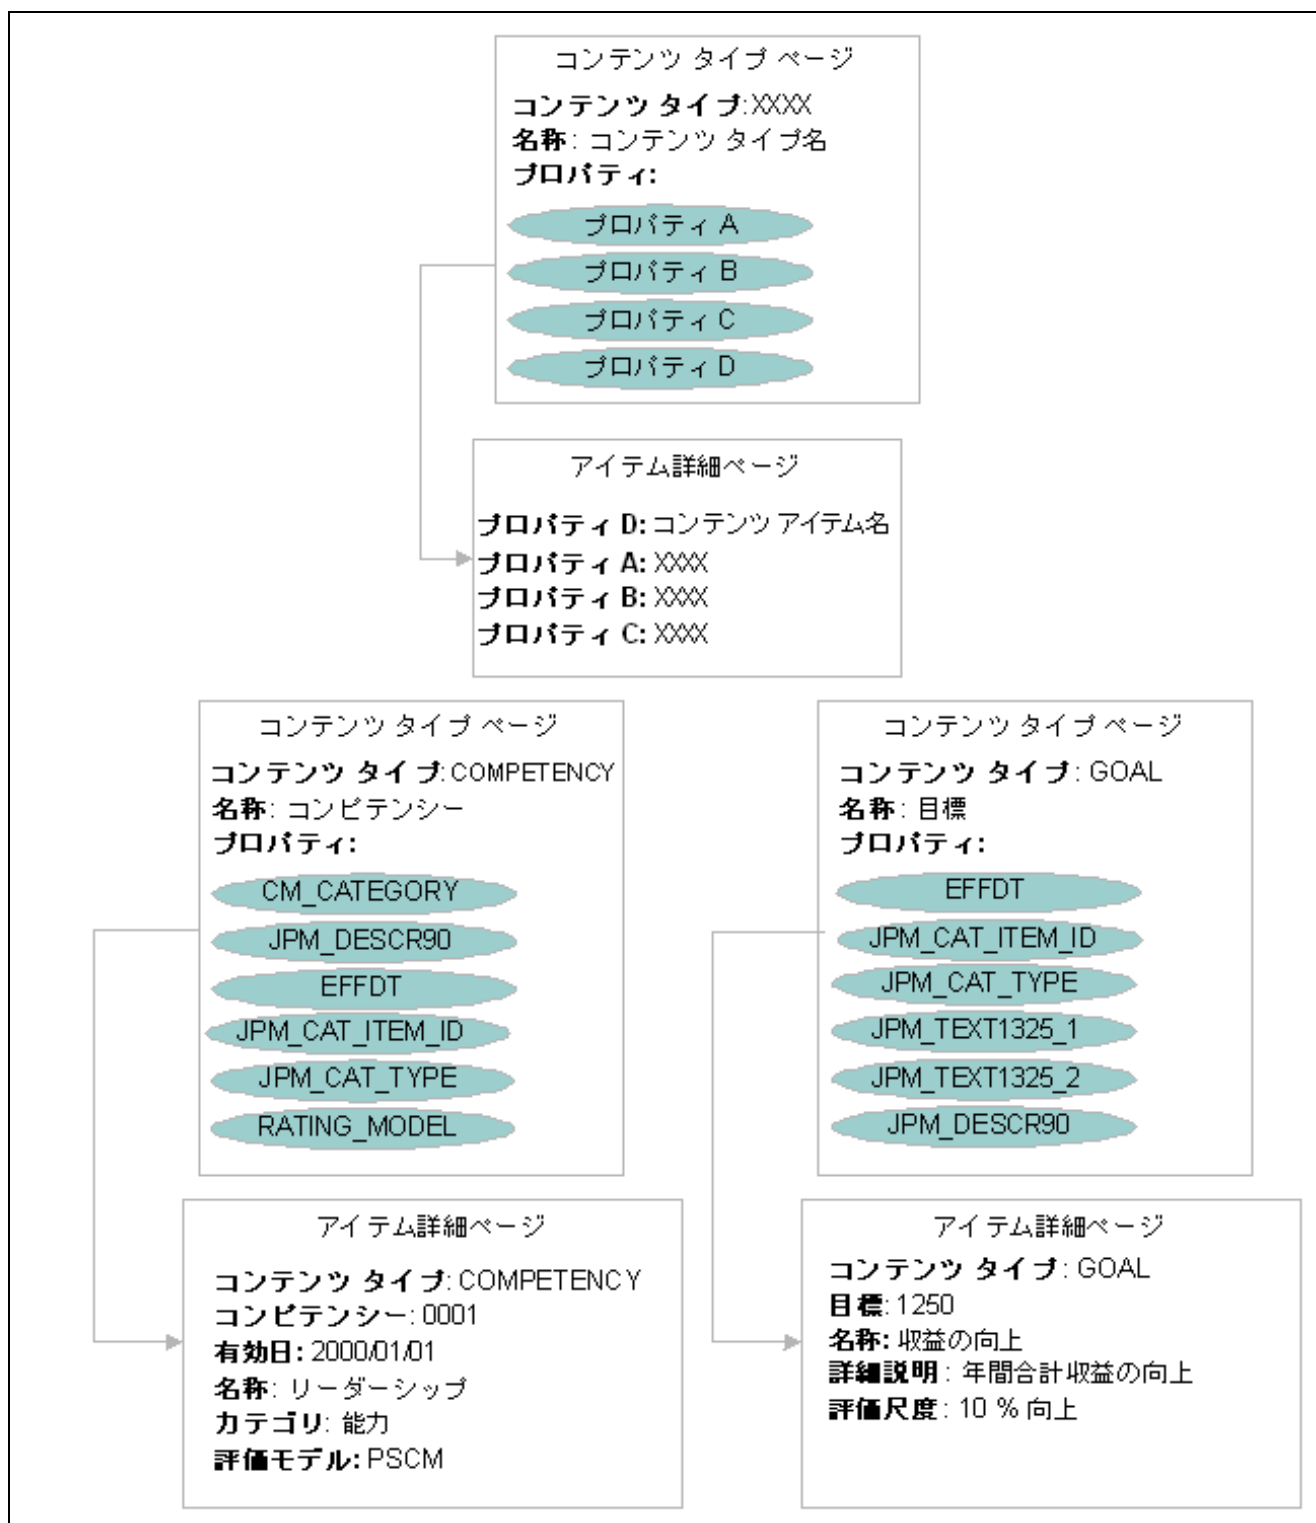 コンテンツ タイプ ページ
コンテンツ タイプ:XXXX
名称: コンテンツ タイプ名
プロパティ:
プロパティ A
プロパティ B
プロパティ C
プロパティ D
アイテム詳細ページ
プロパティ D: コンテンツ アイテム名
プロパティ A: XXXX
プロパティ B: XXXX
プロパティ C: XXXX
コンテンツ タイプ ページ
コンテンツ タイプ: COMPETENCY
名称: コンピテンシー
プロパティ:
CM_CATEGORY
JPM_DESCR90
EFFDT
JPM_CAT_ITEM_ID
JPM_CAT_TYPE
RATING_MODEL
アイテム詳細ページ
コンテンツ タイプ: COMPETENCY
コンピテンシー: 0001
有効日: 2000/01/01
名称: リーダーシップ
カテゴリ: 能力
評価モデル: PSCM
コンテンツ タイプ ページ
コンテンツ タイプ: GOAL
名称: 目標
プロパティ:
EFFDT
JPM_CAT_ITEM_ID
JPM_CAT_TYPE
JPM_TEXT1325_1
JPM_TEXT1325_2
JPM_DESCR90
アイテム詳細ページ
コンテンツ タイプ: GOAL
目標: 1250
名称: 収益の向上
詳細説明: 年間合計収益の向上
評価尺度: 10 % 向上